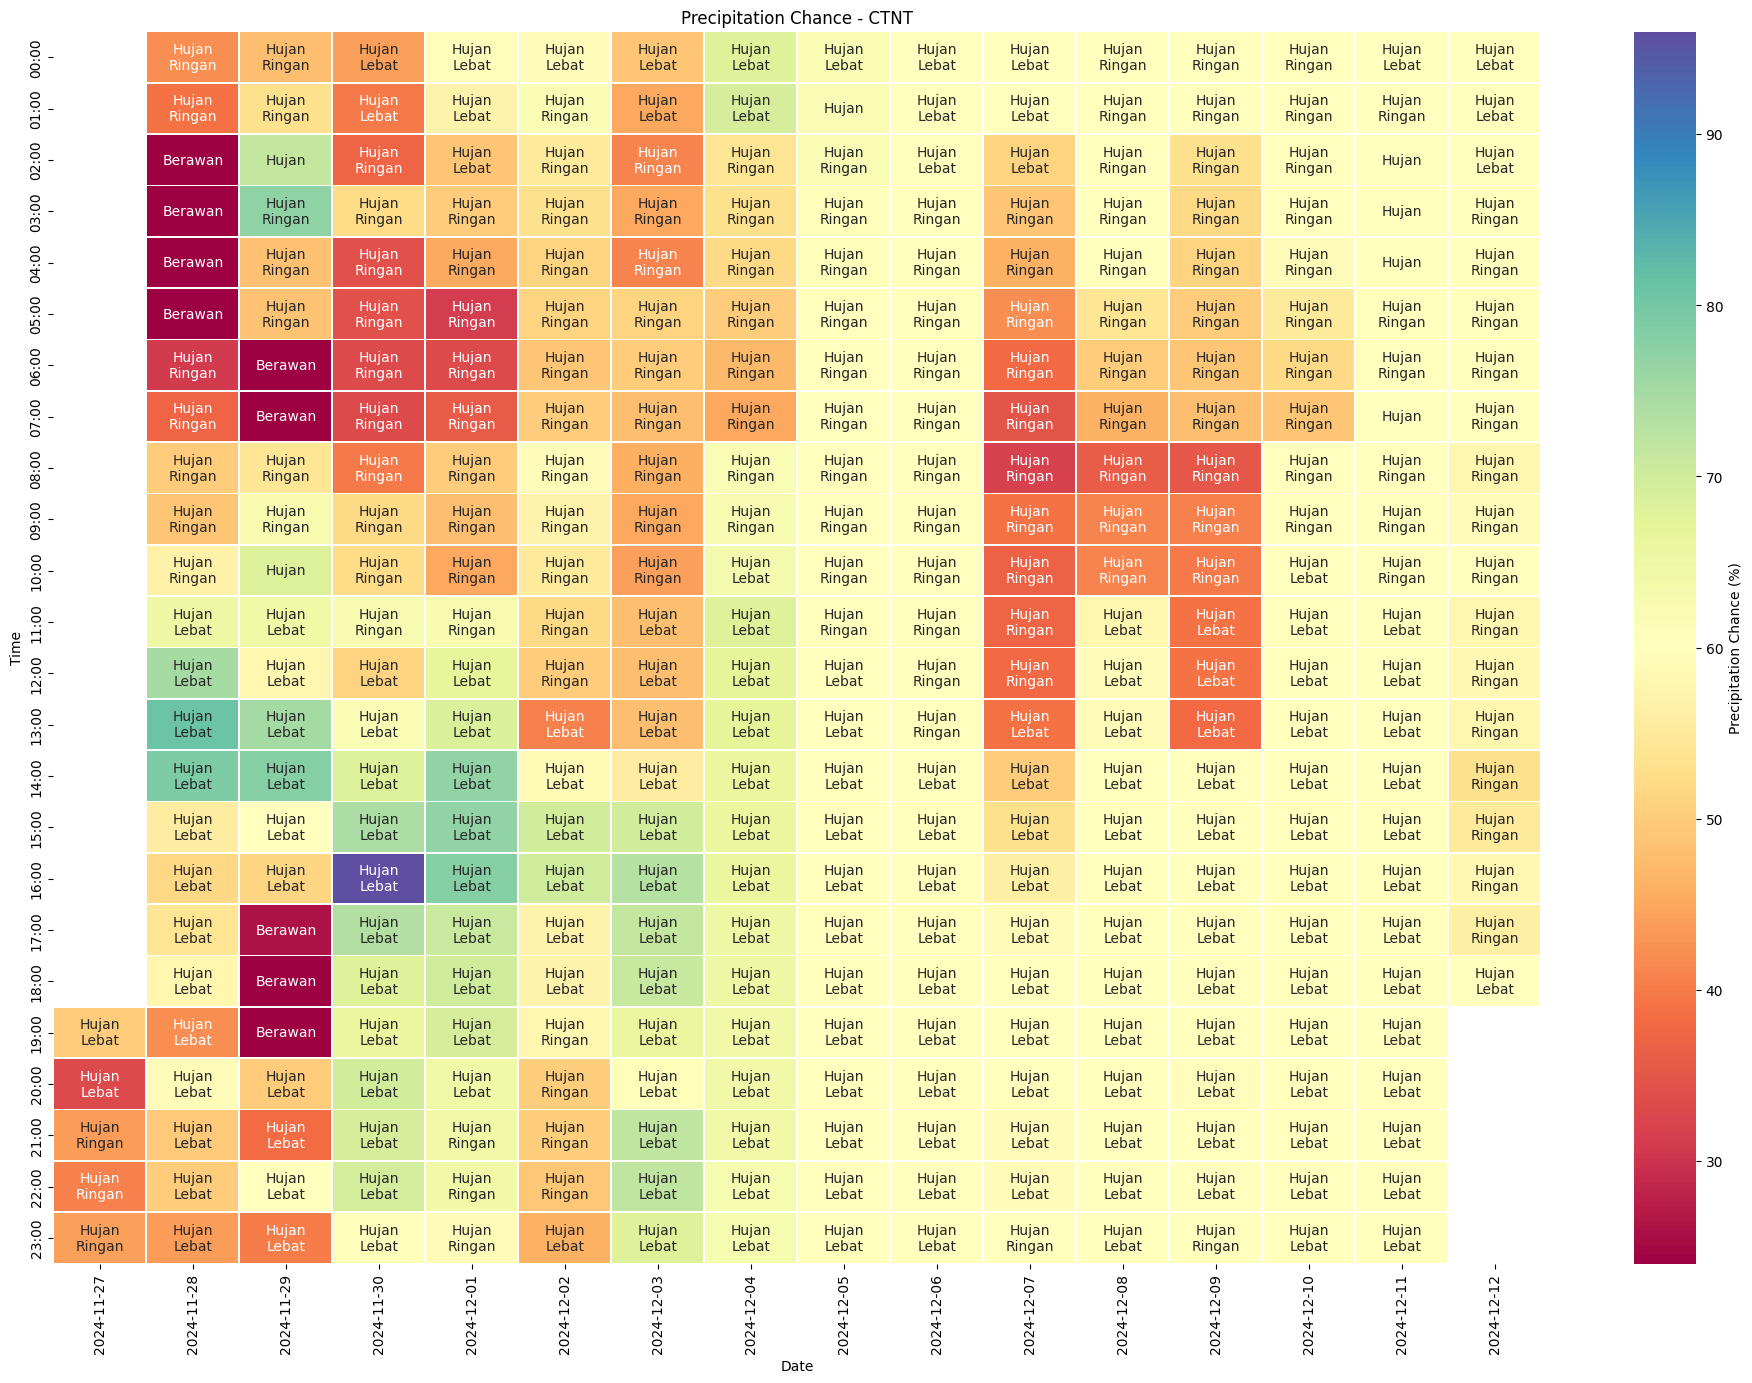 Precipitation Chance - CTNT
00:00
Hujan Hujan Hujan Hujan Hujan Hujan Hujan Hujan Hujan Hujan Hujan Hujan Hujan Hujan Hujan
Ringan Ringan Lebat Lebat Lebat Lebat Lebat Lebat Lebat Lebat Ringan Ringan Ringan Lebat Lebat
01:00
Hujan Hujan Hujan Hujan Hujan Hujan Hujan Hujan Hujan Hujan Hujan Hujan Hujan Hujan Hujan
Ringan Ringan Lebat Lebat Ringan Lebat Lebat Lebat Lebat Ringan Ringan Ringan Ringan Lebat
02:00
Berawan Hujan Hujan Hujan Hujan Hujan Hujan Hujan Hujan Hujan Hujan Hujan Hujan Hujan Hujan
Ringan Lebat Ringan Ringan Ringan Ringan Lebat Lebat Ringan Ringan Ringan Lebat
03:00
Berawan Hujan Hujan Hujan Hujan Hujan Hujan Hujan Hujan Hujan Hujan Hujan Hujan Hujan Hujan
Ringan Ringan Ringan Ringan Ringan Ringan Ringan Ringan Ringan Ringan Ringan Ringan Ringan
04:00
Berawan Hujan Hujan Hujan Hujan Hujan Hujan Hujan Hujan Hujan Hujan Hujan Hujan Hujan Hujan
Ringan Ringan Ringan Ringan Ringan Ringan Ringan Ringan Ringan Ringan Ringan Ringan Ringan
05:00
Berawan Hujan Hujan Hujan Hujan Hujan Hujan Hujan Hujan Hujan Hujan Hujan Hujan Hujan Hujan
Ringan Ringan Ringan Ringan Ringan Ringan Ringan Ringan Ringan Ringan Ringan Ringan Ringan Ringan
06:00
Hujan Berawan Hujan Hujan Hujan Hujan Hujan Hujan Hujan Hujan Hujan Hujan Hujan Hujan Hujan
Ringan Ringan Ringan Ringan Ringan Ringan Ringan Ringan Ringan Ringan Ringan Ringan Ringan Ringan
07:00
Hujan Berawan Hujan Hujan Hujan Hujan Hujan Hujan Hujan Hujan Hujan Hujan Hujan Hujan Hujan
Ringan Ringan Ringan Ringan Ringan Ringan Ringan Ringan Ringan Ringan Ringan Ringan Ringan
08:00
Hujan Hujan Hujan Hujan Hujan Hujan Hujan Hujan Hujan Hujan Hujan Hujan Hujan Hujan Hujan
Ringan Ringan Ringan Ringan Ringan Ringan Ringan Ringan Ringan Ringan Ringan Ringan Ringan Ringan Ringan
09:00
Hujan Hujan Hujan Hujan Hujan Hujan Hujan Hujan Hujan Hujan Hujan Hujan Hujan Hujan Hujan
Ringan Ringan Ringan Ringan Ringan Ringan Ringan Ringan Ringan Ringan Ringan Ringan Ringan Ringan Ringan
10:00
Hujan Hujan Hujan Hujan Hujan Hujan Hujan Hujan Hujan Hujan Hujan Hujan Hujan Hujan Hujan
Ringan Ringan Ringan Ringan Ringan Lebat Ringan Ringan Ringan Ringan Ringan Lebat Ringan Ringan
11:00
Hujan Hujan Hujan Hujan Hujan Hujan Hujan Hujan Hujan Hujan Hujan Hujan Hujan Hujan Hujan
Lebat Lebat Ringan Ringan Ringan Lebat Lebat Ringan Ringan Ringan Lebat Lebat Lebat Lebat Ringan
12:00
Hujan Hujan Hujan Hujan Hujan Hujan Hujan Hujan Hujan Hujan Hujan Hujan Hujan Hujan Hujan
Lebat Lebat Lebat Lebat Ringan Lebat Lebat Lebat Ringan Ringan Lebat Lebat Lebat Lebat Ringan
13:00
Hujan Hujan Hujan Hujan Hujan Hujan Hujan Hujan Hujan Hujan Hujan Hujan Hujan Hujan Hujan
Lebat Lebat Lebat Lebat Lebat Lebat Lebat Lebat Ringan Lebat Lebat Lebat Lebat Lebat Ringan
14:00
Hujan Hujan Hujan Hujan Hujan Hujan Hujan Hujan Hujan Hujan Hujan Hujan Hujan Hujan Hujan
Lebat Lebat Lebat Lebat Lebat Lebat Lebat Lebat Lebat Lebat Lebat Lebat Lebat Lebat Ringan
15:00
Hujan Hujan Hujan Hujan Hujan Hujan Hujan Hujan Hujan Hujan Hujan Hujan Hujan Hujan Hujan
Lebat Lebat Lebat Lebat Lebat Lebat Lebat Lebat Lebat Lebat Lebat Lebat Lebat Lebat Ringan
16:00
Hujan Hujan Hujan Hujan Hujan Hujan Hujan Hujan Hujan Hujan Hujan Hujan Hujan Hujan Hujan
Lebat Lebat Lebat Lebat Lebat Lebat Lebat Lebat Lebat Lebat Lebat Lebat Lebat Lebat Ringan
17:00
Hujan Berawan Hujan Hujan Hujan Hujan Hujan Hujan Hujan Hujan Hujan Hujan Hujan Hujan Hujan
Lebat Lebat Lebat Lebat Lebat Lebat Lebat Lebat Lebat Lebat Lebat Lebat Lebat Ringan
18:00
Hujan Berawan Hujan Hujan Hujan Hujan Hujan Hujan Hujan Hujan Hujan Hujan Hujan Hujan Hujan
Lebat Lebat Lebat Lebat Lebat Lebat Lebat Lebat Lebat Lebat Lebat Lebat Lebat Lebat
19:00
Hujan Hujan Berawan Hujan Hujan Hujan Hujan Hujan Hujan Hujan Hujan Hujan Hujan Hujan Hujan
Lebat Lebat Lebat Lebat Ringan Lebat Lebat Lebat Lebat Lebat Lebat Lebat Lebat Lebat
20:00
Hujan Hujan Hujan Hujan Hujan Hujan Hujan Hujan Hujan Hujan Hujan Hujan Hujan Hujan Hujan
Lebat Lebat Lebat Lebat Lebat Ringan Lebat Lebat Lebat Lebat Lebat Lebat Lebat Lebat Lebat
21:00
Hujan Hujan Hujan Hujan Hujan Hujan Hujan Hujan Hujan Hujan Hujan Hujan Hujan Hujan Hujan
Ringan Lebat Lebat Lebat Ringan Ringan Lebat Lebat Lebat Lebat Lebat Lebat Lebat Lebat Lebat
22:00
Hujan Hujan Hujan Hujan Hujan Hujan Hujan Hujan Hujan Hujan Hujan Hujan Hujan Hujan Hujan
Ringan Lebat Lebat Lebat Ringan Ringan Lebat Lebat Lebat Lebat Lebat Lebat Lebat Lebat Lebat
23:00
Hujan Hujan Hujan Hujan Hujan Hujan Hujan Hujan Hujan Hujan Hujan Hujan Hujan Hujan Hujan
Ringan Lebat Lebat Lebat Ringan Lebat Lebat Lebat Lebat Lebat Ringan Lebat Ringan Lebat Lebat
Time
2024-11-27
2024-11-28
2024-11-29
2024-11-30
2024-12-01
2024-12-02
2024-12-03
2024-12-04
2024-12-05
2024-12-06
2024-12-07
2024-12-08
2024-12-09
2024-12-10
2024-12-11
2024-12-12
Date
90
80
70
60
50
40
30
Precipitation Chance (%)